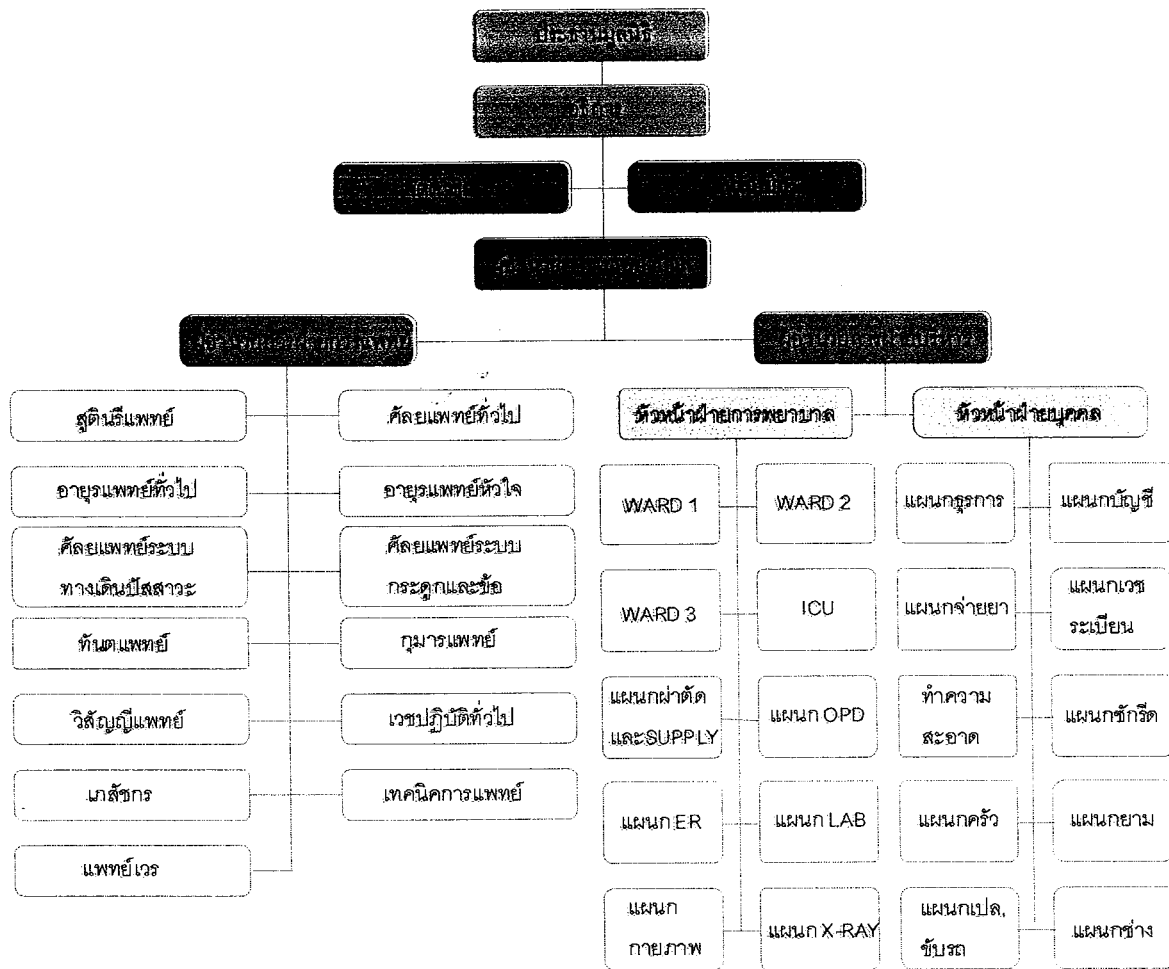 ประธานมูลนิธิ
สูตินรีแพทย์
ศัลยแพทย์ทั่วไป
อายุรแพทย์ทั่วไป
อายุรแพทย์หัวใจ
ศัลยแพทย์ระบบ
ทางเดินปัสสาวะ
ศัลยแพทย์ระบบ
กระดูกและข้อ
ทันตแพทย์
กุมารแพทย์
วิสัญญีแพทย์
เวชปฏิบัติทั่วไป
เภสัชกร
เทคนิคการแพทย์
แพทย์เวร
หัวหน้าฝ่ายการพยาบาล
หัวหน้าฝ่ายบุคคล
WARD 1
WARD 2
แผนกธุรการ
แผนกบัญชี
WARD 3
ICU
แผนกจ่ายยา
แผนกเวช
ระเบียน
แผนกผ่าตัด
และSUPPLY
แผนก OPD
ทำความ
สะอาด
แผนกซักรีด
แผนก ER
แผนก LAB
แผนกครัว
แผนกยาม
แผนก
กายภาพ
แผนก X-RAY
แผนกเปล,
ขับรถ
แผนกช่าง